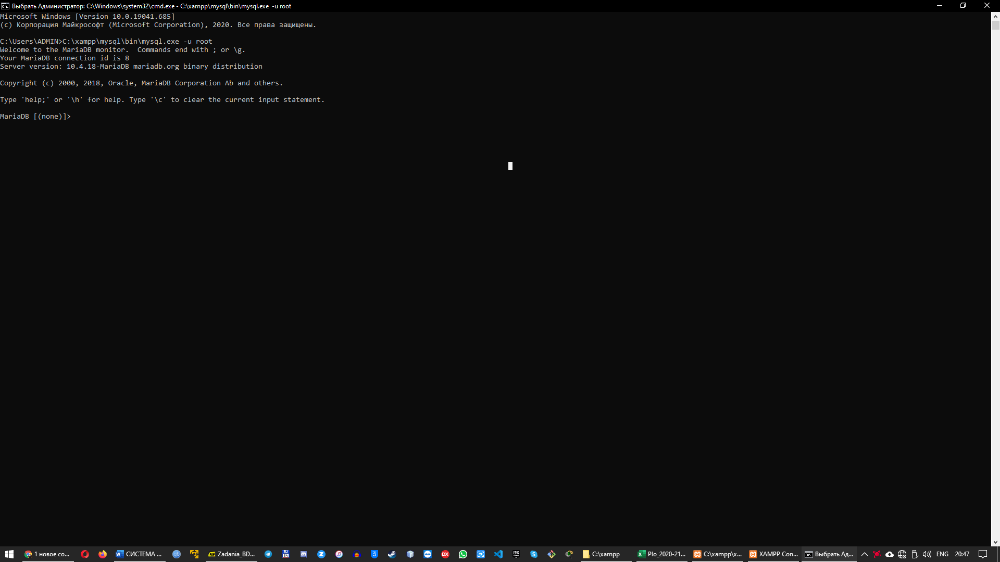 Выбрать Администратор: C:\Windows\system32\cmd.exe - C:\xampp\mysql\bin\mysql.exe -u root
Microsoft Windows [Version 10.0.19041.685]
(c) Корпорация Майкрософт (Microsoft Corporation), 2020. Все права защищены.
C:\Users\ADMIN>C:\xampp\mysql\bin\mysql.exe -u root
Welcome to the MariaDB monitor.  Commands end with ; or \g.
Your MariaDB connection id is 8
Server version: 10.4.18-MariaDB mariadb.org binary distribution
Copyright (c) 2000, 2018, Oracle, MariaDB Corporation Ab and others.
Type 'help;' or '\h' for help. Type '\c' to clear the current input statement.
MariaDB [(none)]>
1 новое со... СИСТЕМА ... Zadania_BD... C:\xampp Plo_2020-21... C:\xampp\x... XAMPP Con... Выбрать Ад... ENG 20:47